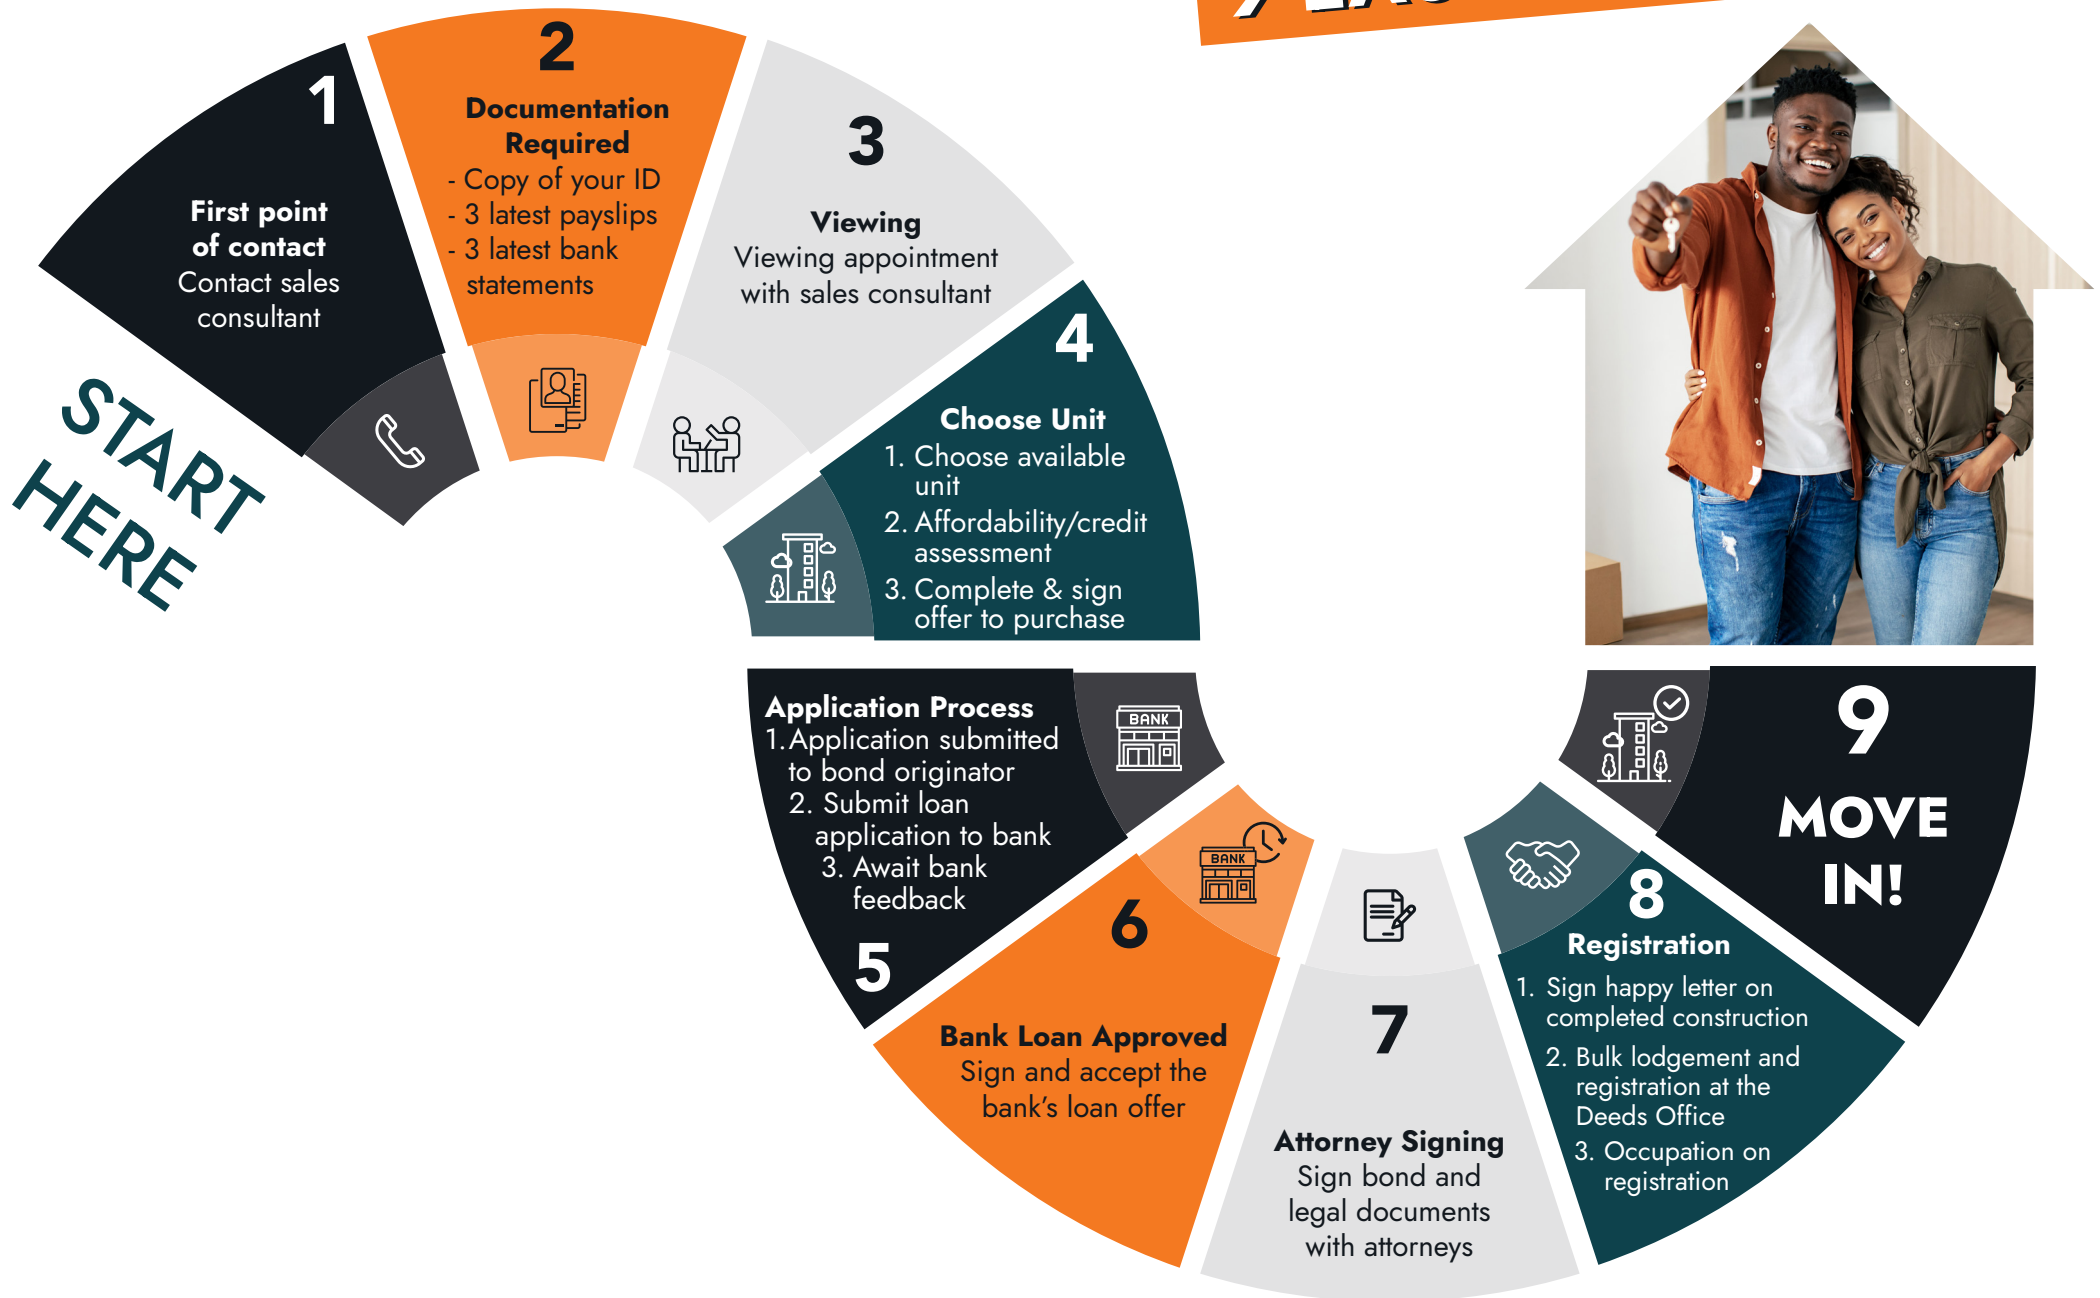 START
HERE
1
First point
of contact
Contact sales
consultant
2
Documentation
Required
- Copy of your ID
- 3 latest payslips
- 3 latest bank
statements
3
Viewing
Viewing appointment
with sales consultant
4
Choose Unit
1. Choose available
unit
2. Affordability/credit
assessment
3. Complete & sign
offer to purchase
Application Process
1.Application submitted
to bond originator
2. Submit loan
application to bank
3. Await bank
feedback
5
BANK
6
Bank Loan Approved
Sign and accept the
bank's loan offer
BANK
7
Attorney Signing
Sign bond and
legal documents
with attorneys
8
Registration
1. Sign happy letter on
completed construction
2. Bulk lodgement and
registration at the
Deeds Office
3. Occupation on
registration
9
MOVE
IN!